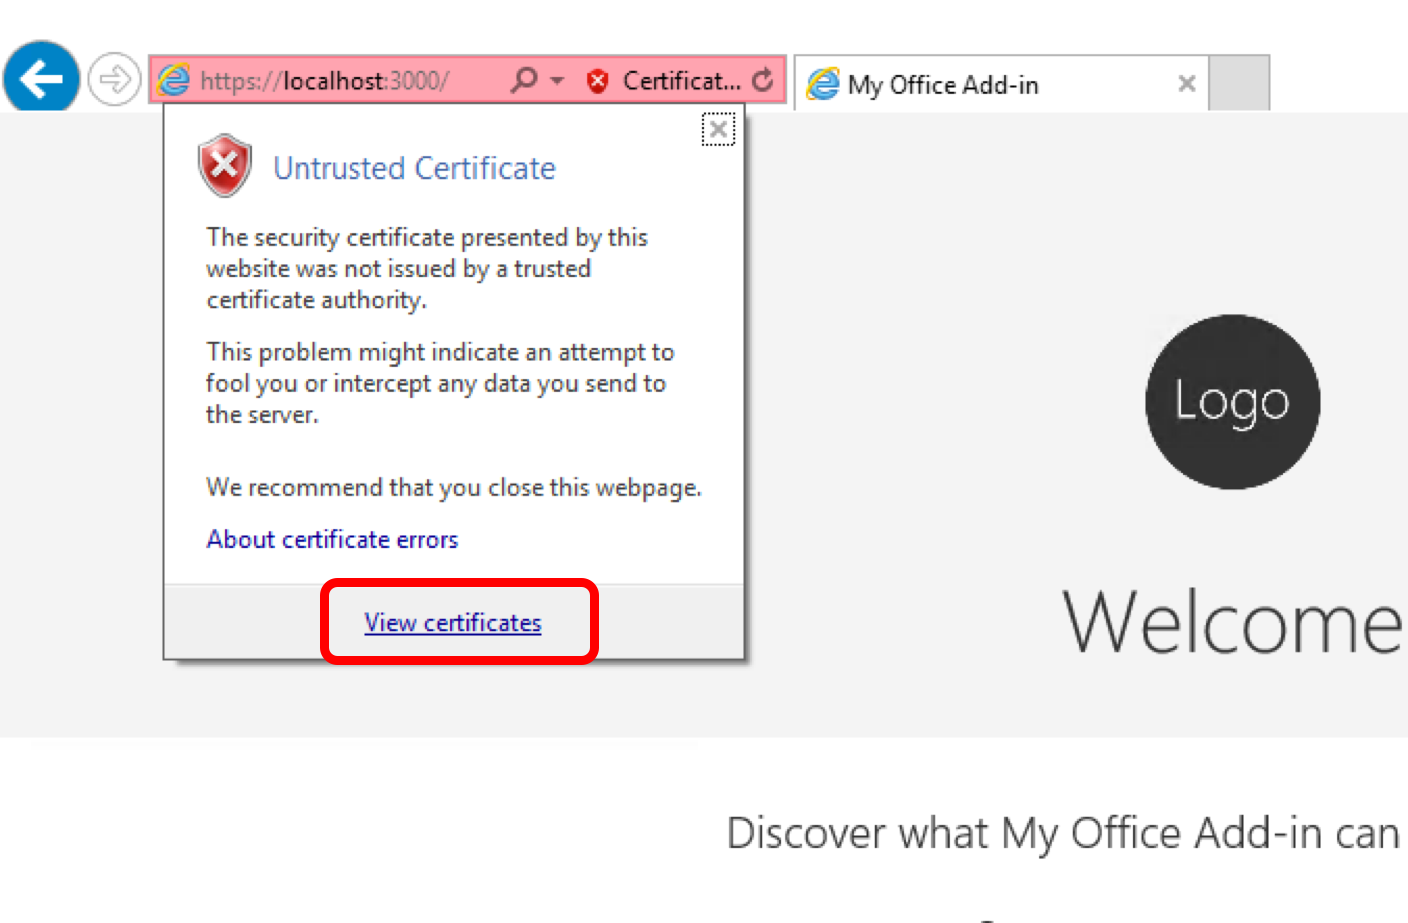 https://localhost:3000/
Certificat...
My Office Add-in
Untrusted Certificate
The security certificate presented by this
website was not issued by a trusted
certificate authority.
This problem might indicate an attempt to
fool you or intercept any data you send to
the server.
We recommend that you close this webpage.
About certificate errors
View certificates
Logo
Welcome
Discover what My Office Add-in can